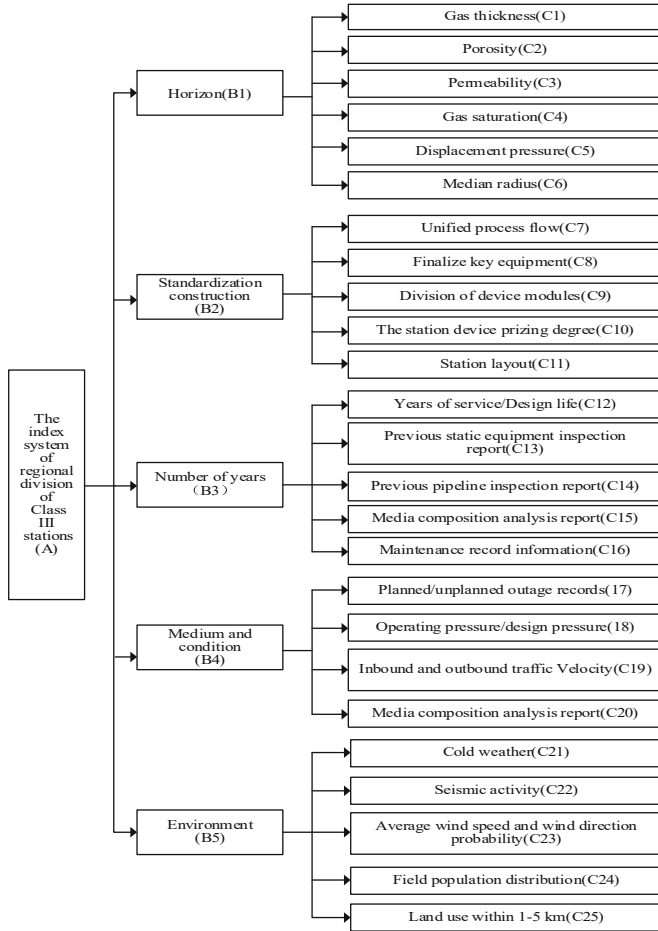 The
index
system
of
regional
division
of
Class
III
stations
(A)
Horizon(B1)
Gas thickness(C1)
Porosity(C2)
Permeability(C3)
Gas saturation(C4)
Displacement pressure(C5)
Median radius(C6)
Standardization
construction
(B2)
Unified process flow(C7)
Finalize key equipment(C8)
Division of device modules(C9)
The station device prizing degree(C10)
Station layout(C11)
Number of years
（B3）
Years of service/Design life(C12)
Previous static equipment inspection
report(C13)
Previous pipeline inspection report(C14)
Media composition analysis report(C15)
Maintenance record information(C16)
Medium and
condition
(B4)
Planned/unplanned outage records(17)
Operating pressure/design pressure(18)
Inbound and outbound traffic Velocity(C19)
Media composition analysis report(C20)
Environment
(B5)
Cold weather(C21)
Seismic activity(C22)
Average wind speed and wind direction
probability(C23)
Field population distribution(C24)
Land use within 1-5 km(C25)